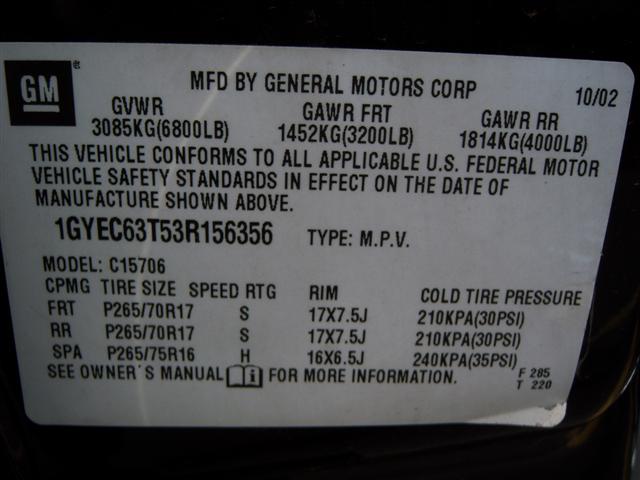 GM ®
MFD BY GENERAL MOTORS CORP 10/02
GVWR GAWR FRT GAWR RR
3085KG(6800LB) 1452KG(3200LB) 1814KG(4000LB)
THIS VEHICLE CONFORMS TO ALL APPLICABLE U.S. FEDERAL MOTOR
VEHICLE SAFETY STANDARDS IN EFFECT ON THE DATE OF
MANUFACTURE SHOWN ABOVE.
1GYEC63T53R156356 TYPE: M.P.V.
MODEL: C15706
CPMG TIRE SIZE SPEED RTG RIM COLD TIRE PRESSURE
FRT P265/70R17 S 17X7.5J 210KPA(30PSI)
RR P265/70R17 S 17X7.5J 210KPA(30PSI)
SPA P265/75R16 H 16X6.5J 240KPA(35PSI)
SEE OWNER'S MANUAL i FOR MORE INFORMATION.
F 285
T 220